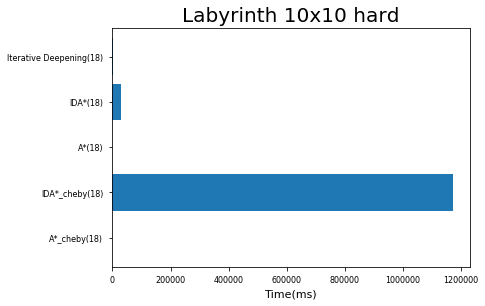 Labyrinth 10x10 hard
Iterative Deepening(18)
IDA*(18)
A*(18)
IDA*_cheby(18)
A*_cheby(18)
0 200000 400000 600000 800000 1000000 1200000
Time(ms)